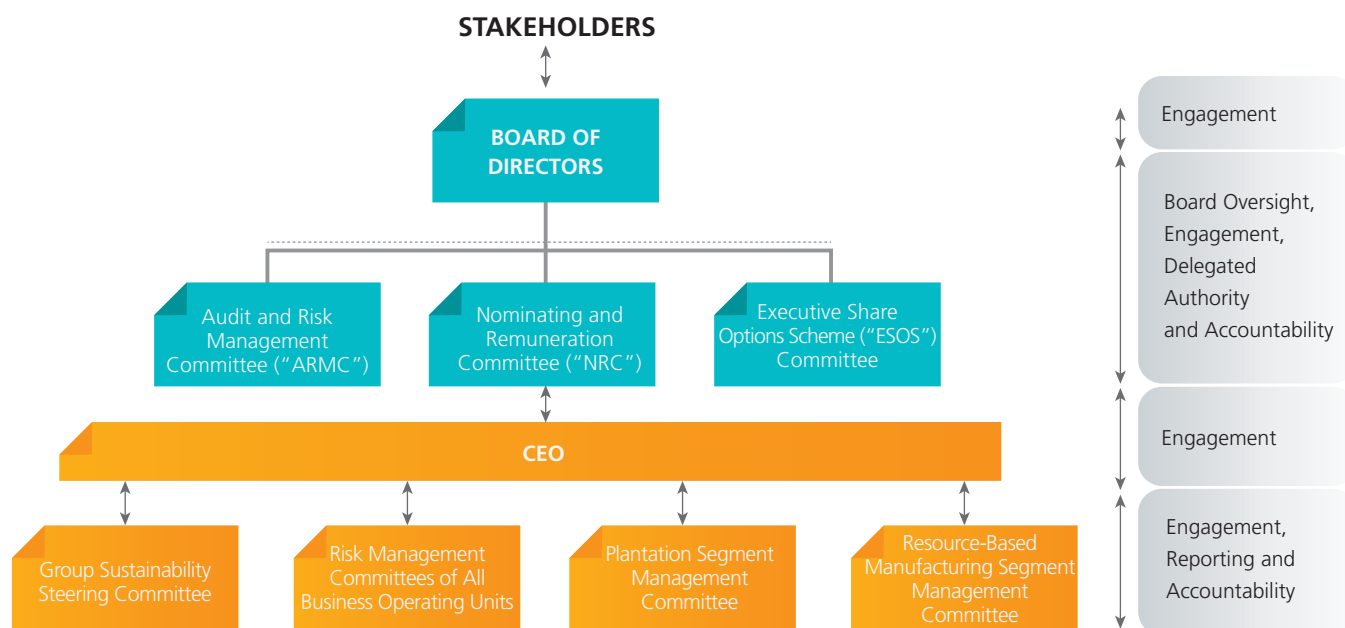 STAKEHOLDERS
BOARD OF
DIRECTORS
Audit and Risk
Management
Committee (“ARMC”)
Nominating and
Remuneration
Committee (“NRC”)
Executive Share
Options Scheme (“ESOS”)
Committee
CEO
Group Sustainability
Steering Committee
Risk Management
Committees of All
Business Operating Units
Plantation Segment
Management
Committee
Resource-Based
Manufacturing Segment
Management
Committee
Engagement
Board Oversight,
Engagement,
Delegated
Authority
and Accountability
Engagement
Engagement,
Reporting and
Accountability